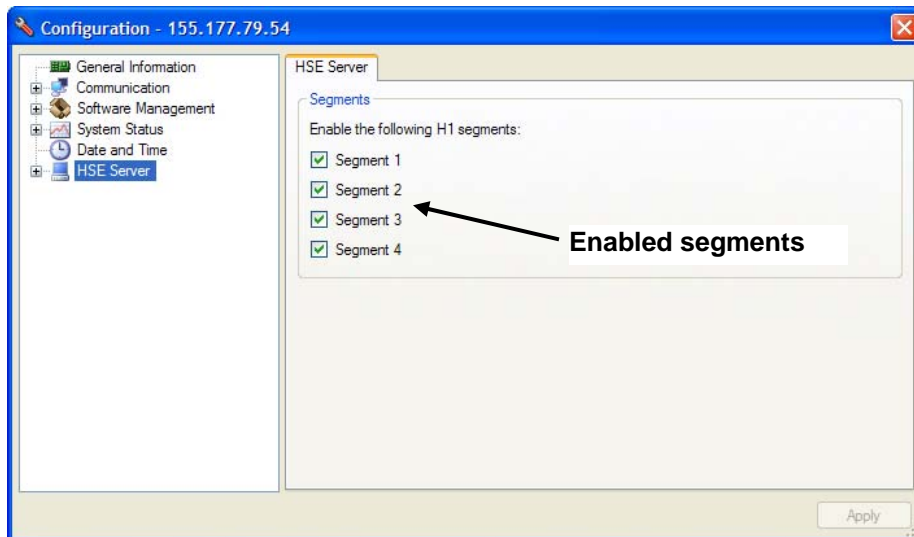 Configuration - 155.177.79.54
General Information
Communication
Software Management
System Status
Date and Time
HSE Server
HSE Server
Segments
Enable the following H1 segments:
Segment 1
Segment 2
Segment 3
Segment 4
Enabled segments
Apply